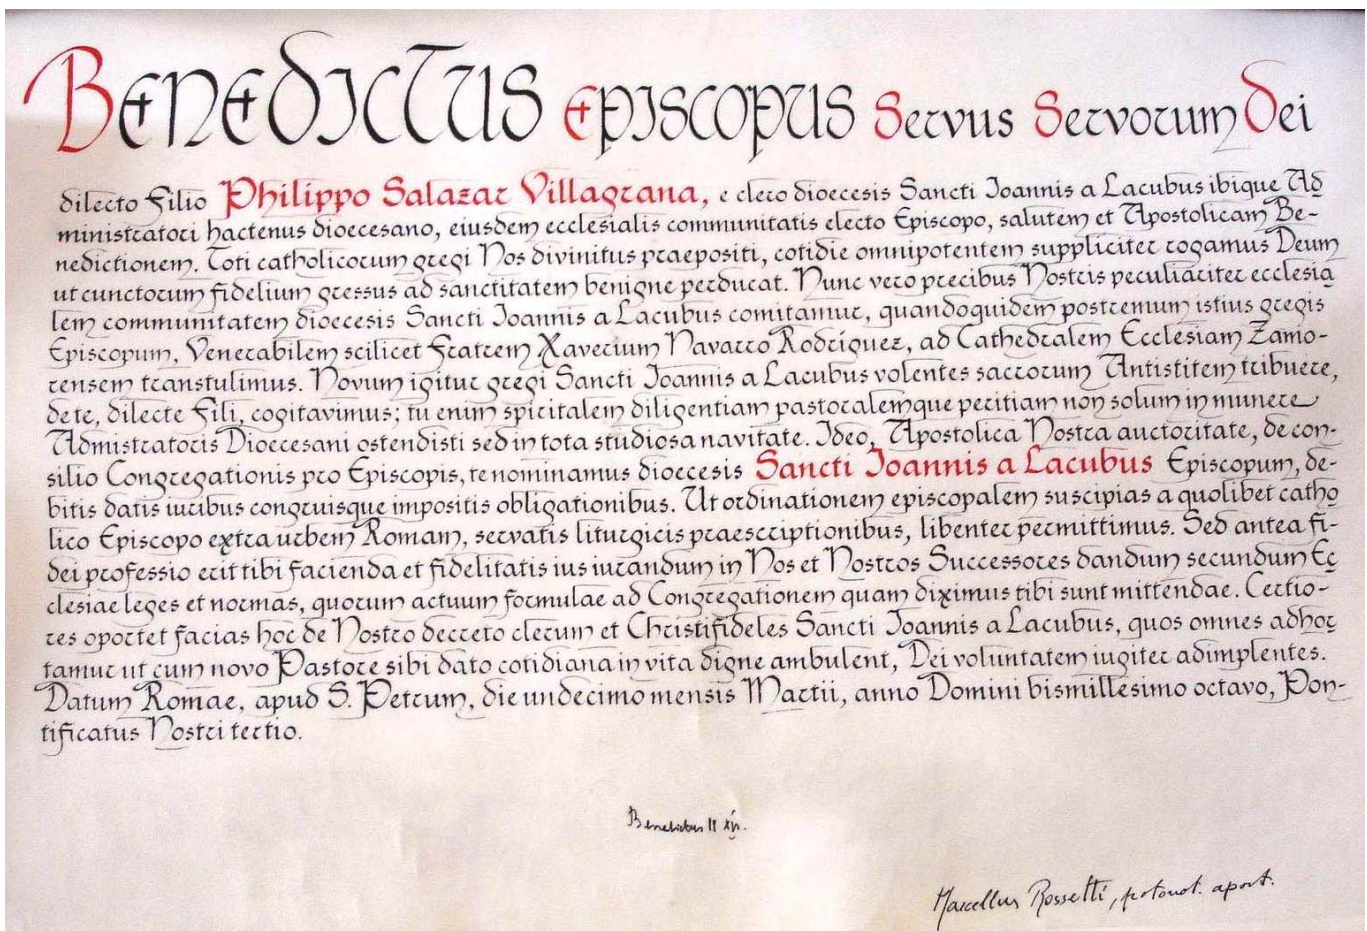 BENEDICTUS EPISCOPUS Servus Servorum Dei
dilecto Filio Philippo Salazar Villagrana, e clero dioecesis Sancti Joannis a Lacubus ibique Ad
ministratori hactenus dioecesano, eiusdem ecclesialis communitatis electo Episcopo, salutem et Apostolicam Be-
nedictionem. Toti catholicorum gregi Nos divinitus praepositi, cotidie omnipotentem suppliciter rogamus Deum
ut cunctorum fidelium gressus ad sanctitatem benigne perducat. Nunc vero precibus Nostris peculiariter ecclesia
lem communitatem dioecesis Sancti Joannis a Lacubus comitamur, quandoquidem postremum istius gregis
Episcopum, Venerabilem scilicet Fratrem Xaverium Navarro Rodríguez, ad Cathedralem Ecclesiam Zamo-
rensem transtulimus. Novum igitur gregi Sancti Joannis a Lacubus volentes sacrorum Antistitem tribuere,
de te, dilecte Fili, cogitavimus; tu enim spiritalem diligentiam pastoralemque peritiam non solum in munere
Admistratoris Dioecesani ostendisti sed in tota studiosa navitate. Ideo, Apostolica Nostra auctoritate, de con-
silio Congregationis pro Episcopis, te nominamus dioecesis Sancti Joannis a Lacubus Episcopum, de-
bitis datis iuribus congruisque impositis obligationibus. Ut ordinationem episcopalem suscipias a quolibet catho
lico Episcopo extra urbem Romam, servatis liturgicis praescriptionibus, libenter permittimus. Sed antea fi-
dei professio erit tibi facienda et fidelitatis ius iurandum in Nos et Nostros Successores dandum secundum Ec
clesiae leges et normas, quorum actuum formulae ad Congregationem quam diximus tibi sunt mittendae. Certio-
res oportet facias hoc de Nostro decreto clerum et Christifideles Sancti Joannis a Lacubus, quos omnes adhor
tamur ut cum novo Pastore sibi dato cotidiana in vita digne ambulent, Dei voluntatem iugiter adimplentes.
Datum Romae, apud S. Petrum, die undecimo mensis Martii, anno Domini bismillesimo octavo, Pon-
tificatus Nostri tertio.
Benedictus PP XVI.
Marcellus Rossetti, protonot. apost.